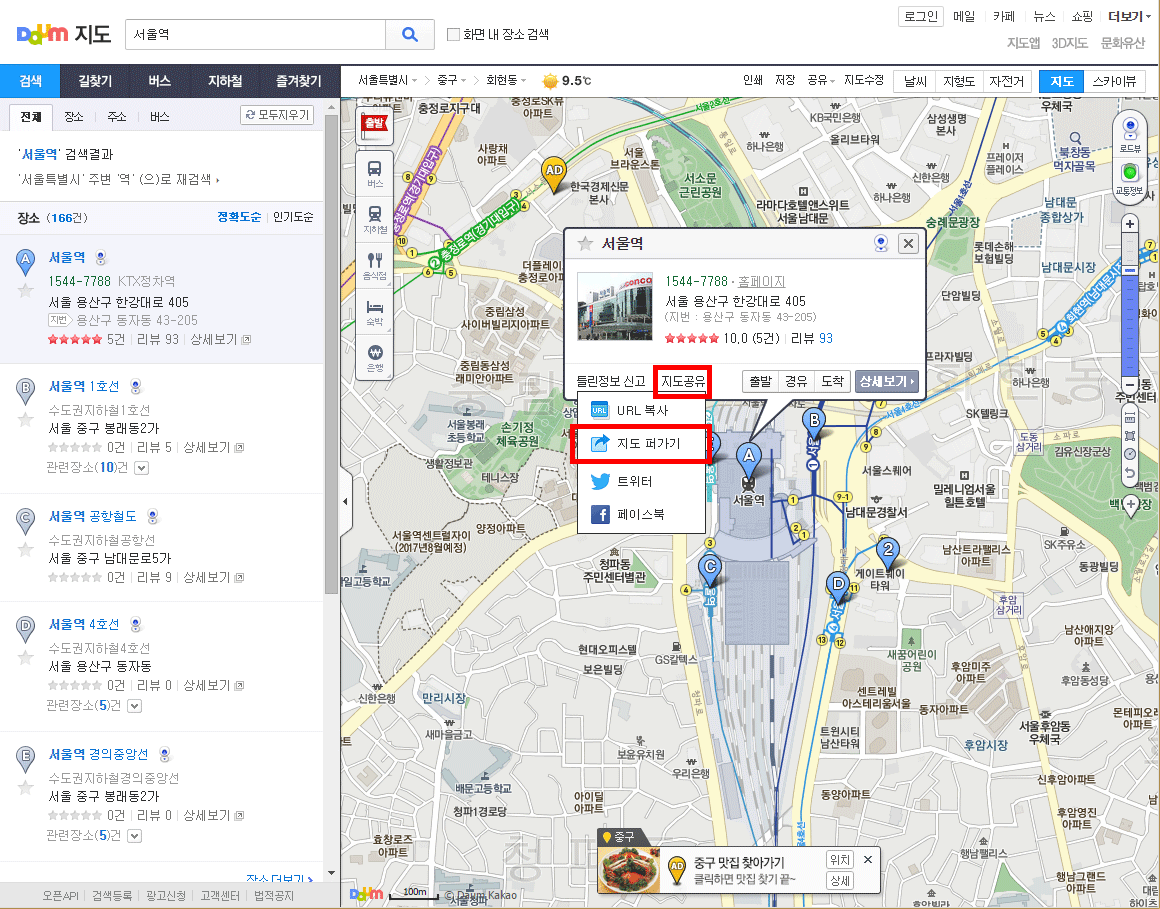 Daum 지도
서울역
화면 내 장소 검색
로그인 메일 카페 뉴스 쇼핑 더보기
지도앱 3D지도 문화유산
검색 길찾기 버스 지하철 즐겨찾기
서울특별시 중구 회현동 9.5℃
인쇄 저장 공유 지도수정 날씨 지형도 자전거 지도 스카이뷰
전체 장소 주소 버스 모두지우기
'서울역' 검색결과
'서울특별시' 주변 '역' (으)로 재검색
장소 (166건) 정확도순 인기도순
A 서울역
1544-7788 KTX정차역
서울 용산구 한강대로 405
지번 용산구 동자동 43-205
5건 리뷰 93 상세보기
B 서울역 1호선
수도권지하철1호선
서울 중구 봉래동2가
0건 리뷰 5 상세보기
관련장소(10)건
C 서울역 공항철도
수도권지하철공항선
서울 중구 남대문로5가
0건 리뷰 9 상세보기
D 서울역 4호선
수도권지하철4호선
서울 용산구 동자동
0건 리뷰 0 상세보기
관련장소(5)건
E 서울역 경의중앙선
수도권지하철경의중앙선
서울 중구 봉래동2가
0건 리뷰 0 상세보기
관련장소(5)건
장소더보기
오픈API 검색등록 광고신청 고객센터 법적공지
출발
버스
지하철
음식점
숙박
은행
로드뷰
교통정보
서울역
1544-7788 · 홈페이지
서울 용산구 한강대로 405
(지번 : 용산구 동자동 43-205)
10.0 (5건) 리뷰 93
틀린정보 신고 지도공유 출발 경유 도착 상세보기
URL 복사
지도 퍼가기
트위터
페이스북
충정로지구대
충정로SK뷰
아파트
사랑채
아파트
서울
브라운스톤
서소문
근린공원
KB국민은행
하나은행
올리브타워
삼성생명
본사
우체국
북창동
먹자골목
프레이저
플레이스
신한은행
하나은행
AD
한국경제신문
본사
라마다호텔앤스위트
서울남대문
숭례문광장
남대문
종합상가
롯데손해
보험빌딩
남대문시장
단암빌딩
충정로역(경기대입구)
충정로역(경기대입구)
더플레이스
중림삼성
사이버빌리지아파트
중림동삼성
래미안아파트
서울봉래
초등학교
손기정
체육공원
생활정보관
테니스장
서울역센트럴자이
(2017년8월예정)
양정아파트
프라자빌딩
하나은행
SK텔링크
도동
삼거리
김유신장군상
서울스퀘어
밀레니엄서울
힐튼호텔
남대문경찰서
SK주유소
서울역
청파동
주민센터별관
남산트라팰리스
아파트
동광빌딩
게이트웨이
타워
후암
삼거리
남산애지앙
아파트
현대오피스텔
보은빌딩
GS칼텍스
새꿈어린이
공원
후암미주
아파트
후암동성당
신한은행
만리시장
센트레빌
아스테리움서울
동자아파트
새마을금고
트윈시티
남산타워
후암시장
서울후암동
우체국
보문유치원
우리은행
신후암아파트
배문고등학교
청파1경로당
아이딜
아파트
동양아파트
후암영진
아파트
효창로즈
아파트
행남팰리스
행남그랜드
아파트
중구
AD 중구 맛집 찾아가기 위치
클릭하면 맛집 찾기 끝~ 상세
Daum 100m © Daum Kakao